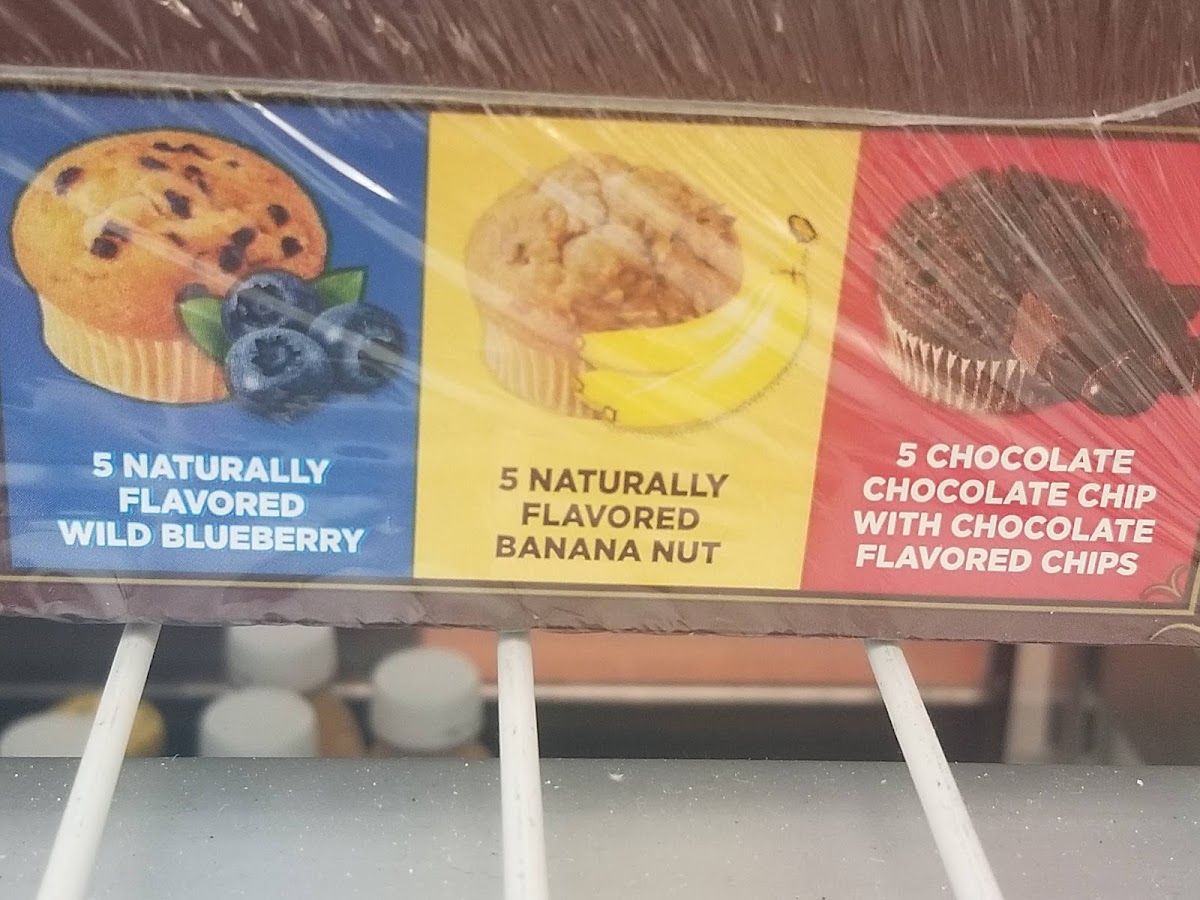 5 NATURALLY
FLAVORED
WILD BLUEBERRY
5 NATURALLY
FLAVORED
BANANA NUT
5 CHOCOLATE
CHOCOLATE CHIP
WITH CHOCOLATE
FLAVORED CHIPS